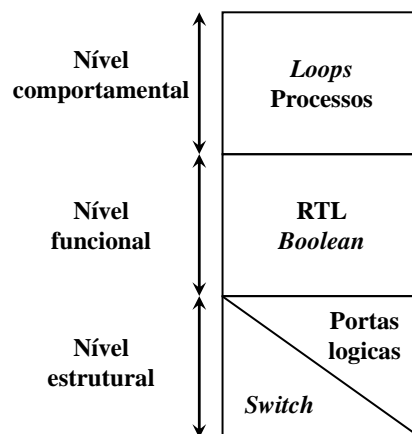 Nível
comportamental
Loops
Processos
Nível
funcional
RTL
Boolean
Nível
estrutural
Portas
logicas
Switch